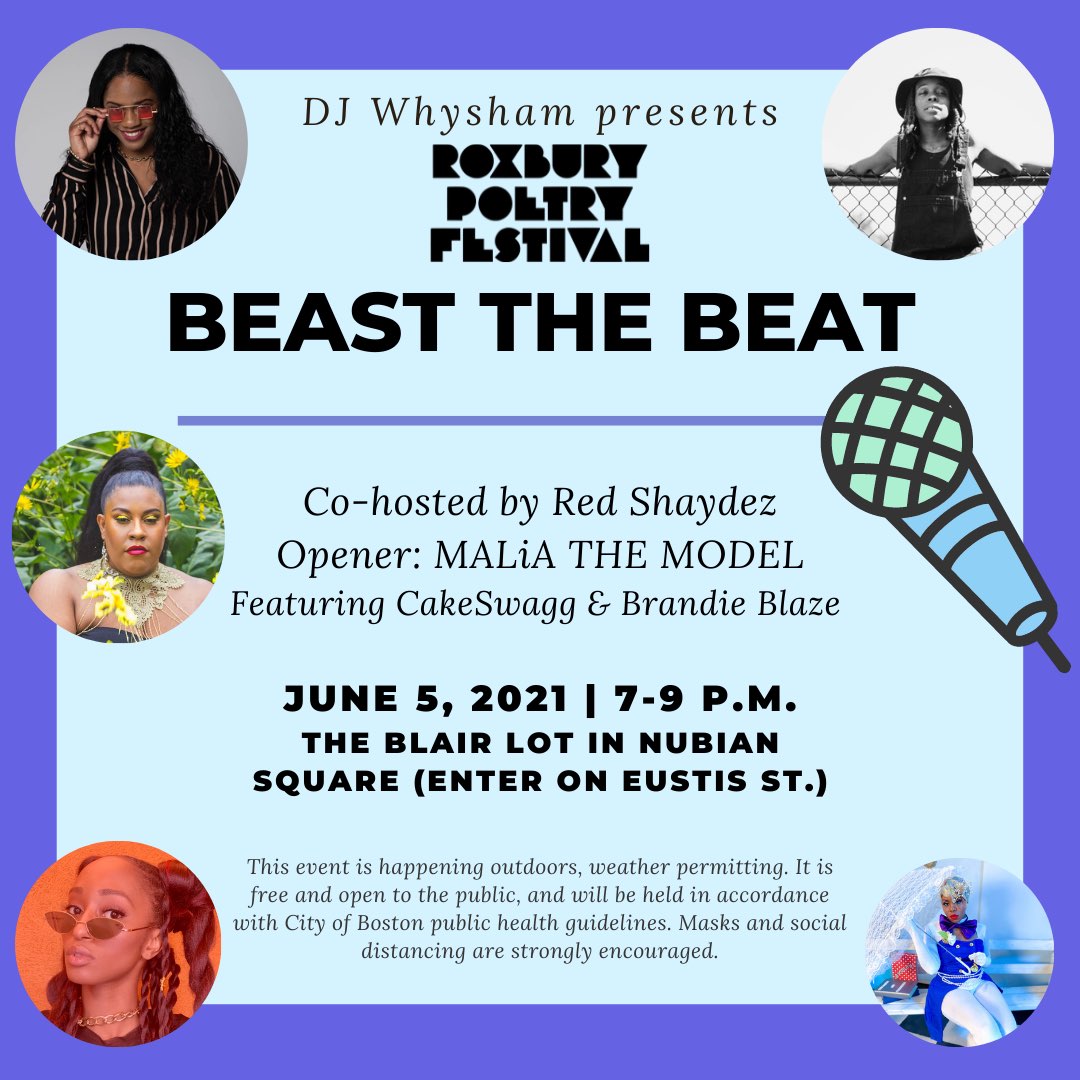 DJ Whysham presents
ROXBURY
POETRY
FESTIVAL
BEAST THE BEAT
Co-hosted by Red Shaydez
Opener: MALiA THE MODEL
Featuring CakeSwagg & Brandie Blaze
JUNE 5, 2021 | 7-9 P.M.
THE BLAIR LOT IN NUBIAN
SQUARE (ENTER ON EUSTIS ST.)
This event is happening outdoors, weather permitting. It is
free and open to the public, and will be held in accordance
with City of Boston public health guidelines. Masks and social
distancing are strongly encouraged.